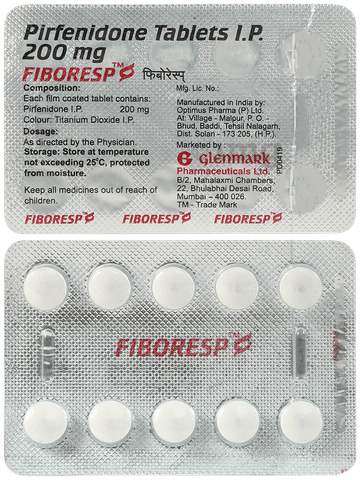 Pirfenidone Tablets I.P.
200 mg
FIBORESP™ फिबोरेस्प्
Composition:
Each film coated tablet contains:
Pirfenidone I.P. 200 mg
Colour: Titanium Dioxide I.P.
Dosage:
As directed by the Physician.
Storage: Store at temperature
not exceeding 25°C, protected
from moisture.
Keep all medicines out of reach of
children.
Mfg. Lic. No.:
Manufactured in India by:
Optimus Pharma (P) Ltd.
At: Village - Malpur, P. O. -
Bhud, Baddi, Tehsil Nalagarh,
Dist. Solan - 173 205, (H.P.)
Marketed by :
glenmark
Pharmaceuticals Ltd.
B/2, Mahalaxmi Chambers,
22, Bhulabhai Desai Road,
Mumbai – 400 026.
TM - Trade Mark
PD0419
FIBORESP FIBORESP FIBORESP
FIBORESP™